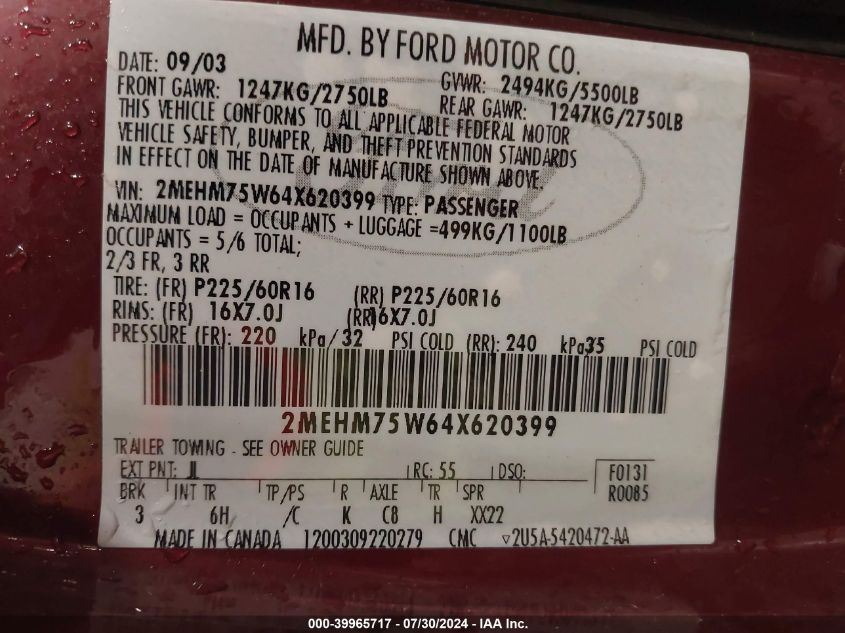 MFD. BY FORD MOTOR CO.
DATE: 09/03 GVWR: 2494KG/5500LB
FRONT GAWR: 1247KG/2750LB REAR GAWR: 1247KG/2750LB
THIS VEHICLE CONFORMS TO ALL APPLICABLE FEDERAL MOTOR
VEHICLE SAFETY, BUMPER, AND THEFT PREVENTION STANDARDS
IN EFFECT ON THE DATE OF MANUFACTURE SHOWN ABOVE.
VIN: 2MEHM75W64X620399 TYPE: PASSENGER
MAXIMUM LOAD = OCCUPANTS + LUGGAGE =499KG/1100LB
OCCUPANTS = 5/6 TOTAL;
2/3 FR, 3 RR
TIRE: (FR) P225/60R16 (RR) P225/60R16
RIMS: (FR) 16X7.0J (RR)16X7.0J
PRESSURE (FR): 220 kPa/32 PSI COLD (RR): 240 kPa35 PSI COLD
2MEHM75W64X620399
TRAILER TOWING - SEE OWNER GUIDE
EXT PNT: JL RC: 55 DSO: F0131
BRK INT TR TP/PS R AXLE TR SPR R0085
3 6H /C K C8 H XX22
MADE IN CANADA 1200309220279 CMC ▽2U5A-5420472-AA
000-39965717 - 07/30/2024 - IAA Inc.